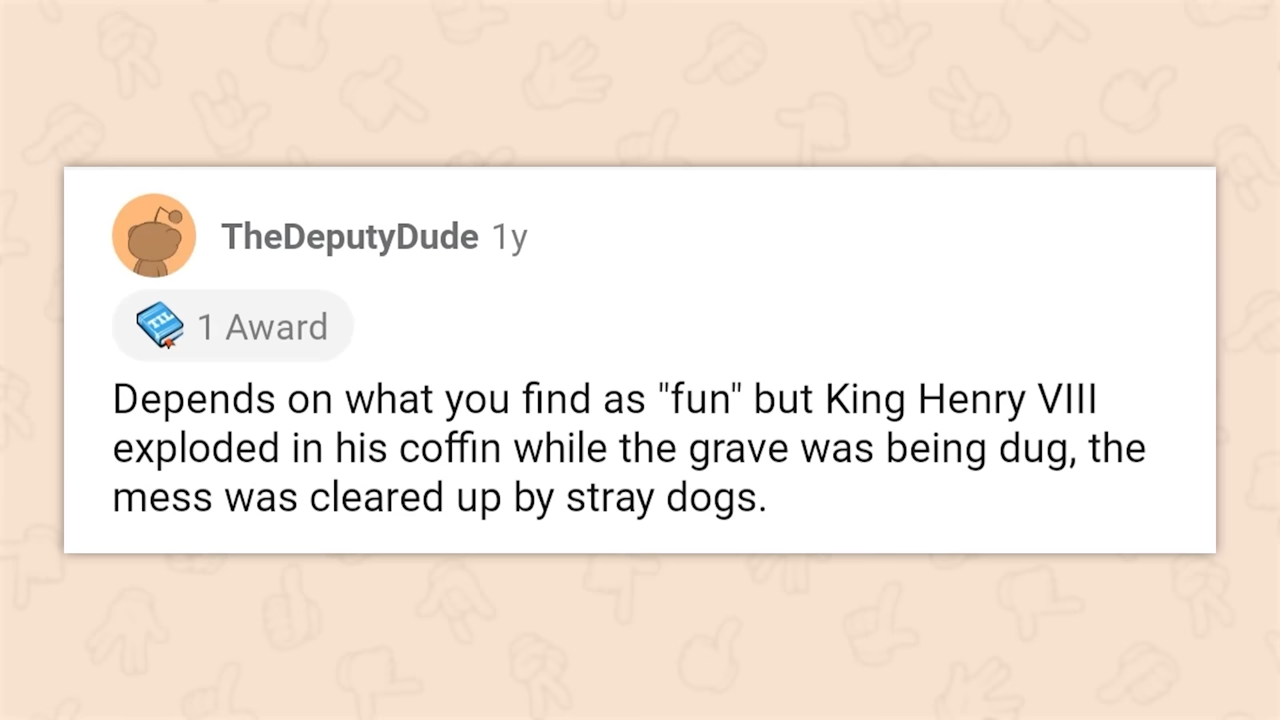 TheDeputyDude 1y
TIL 1 Award
Depends on what you find as "fun" but King Henry VIII
exploded in his coffin while the grave was being dug, the
mess was cleared up by stray dogs.